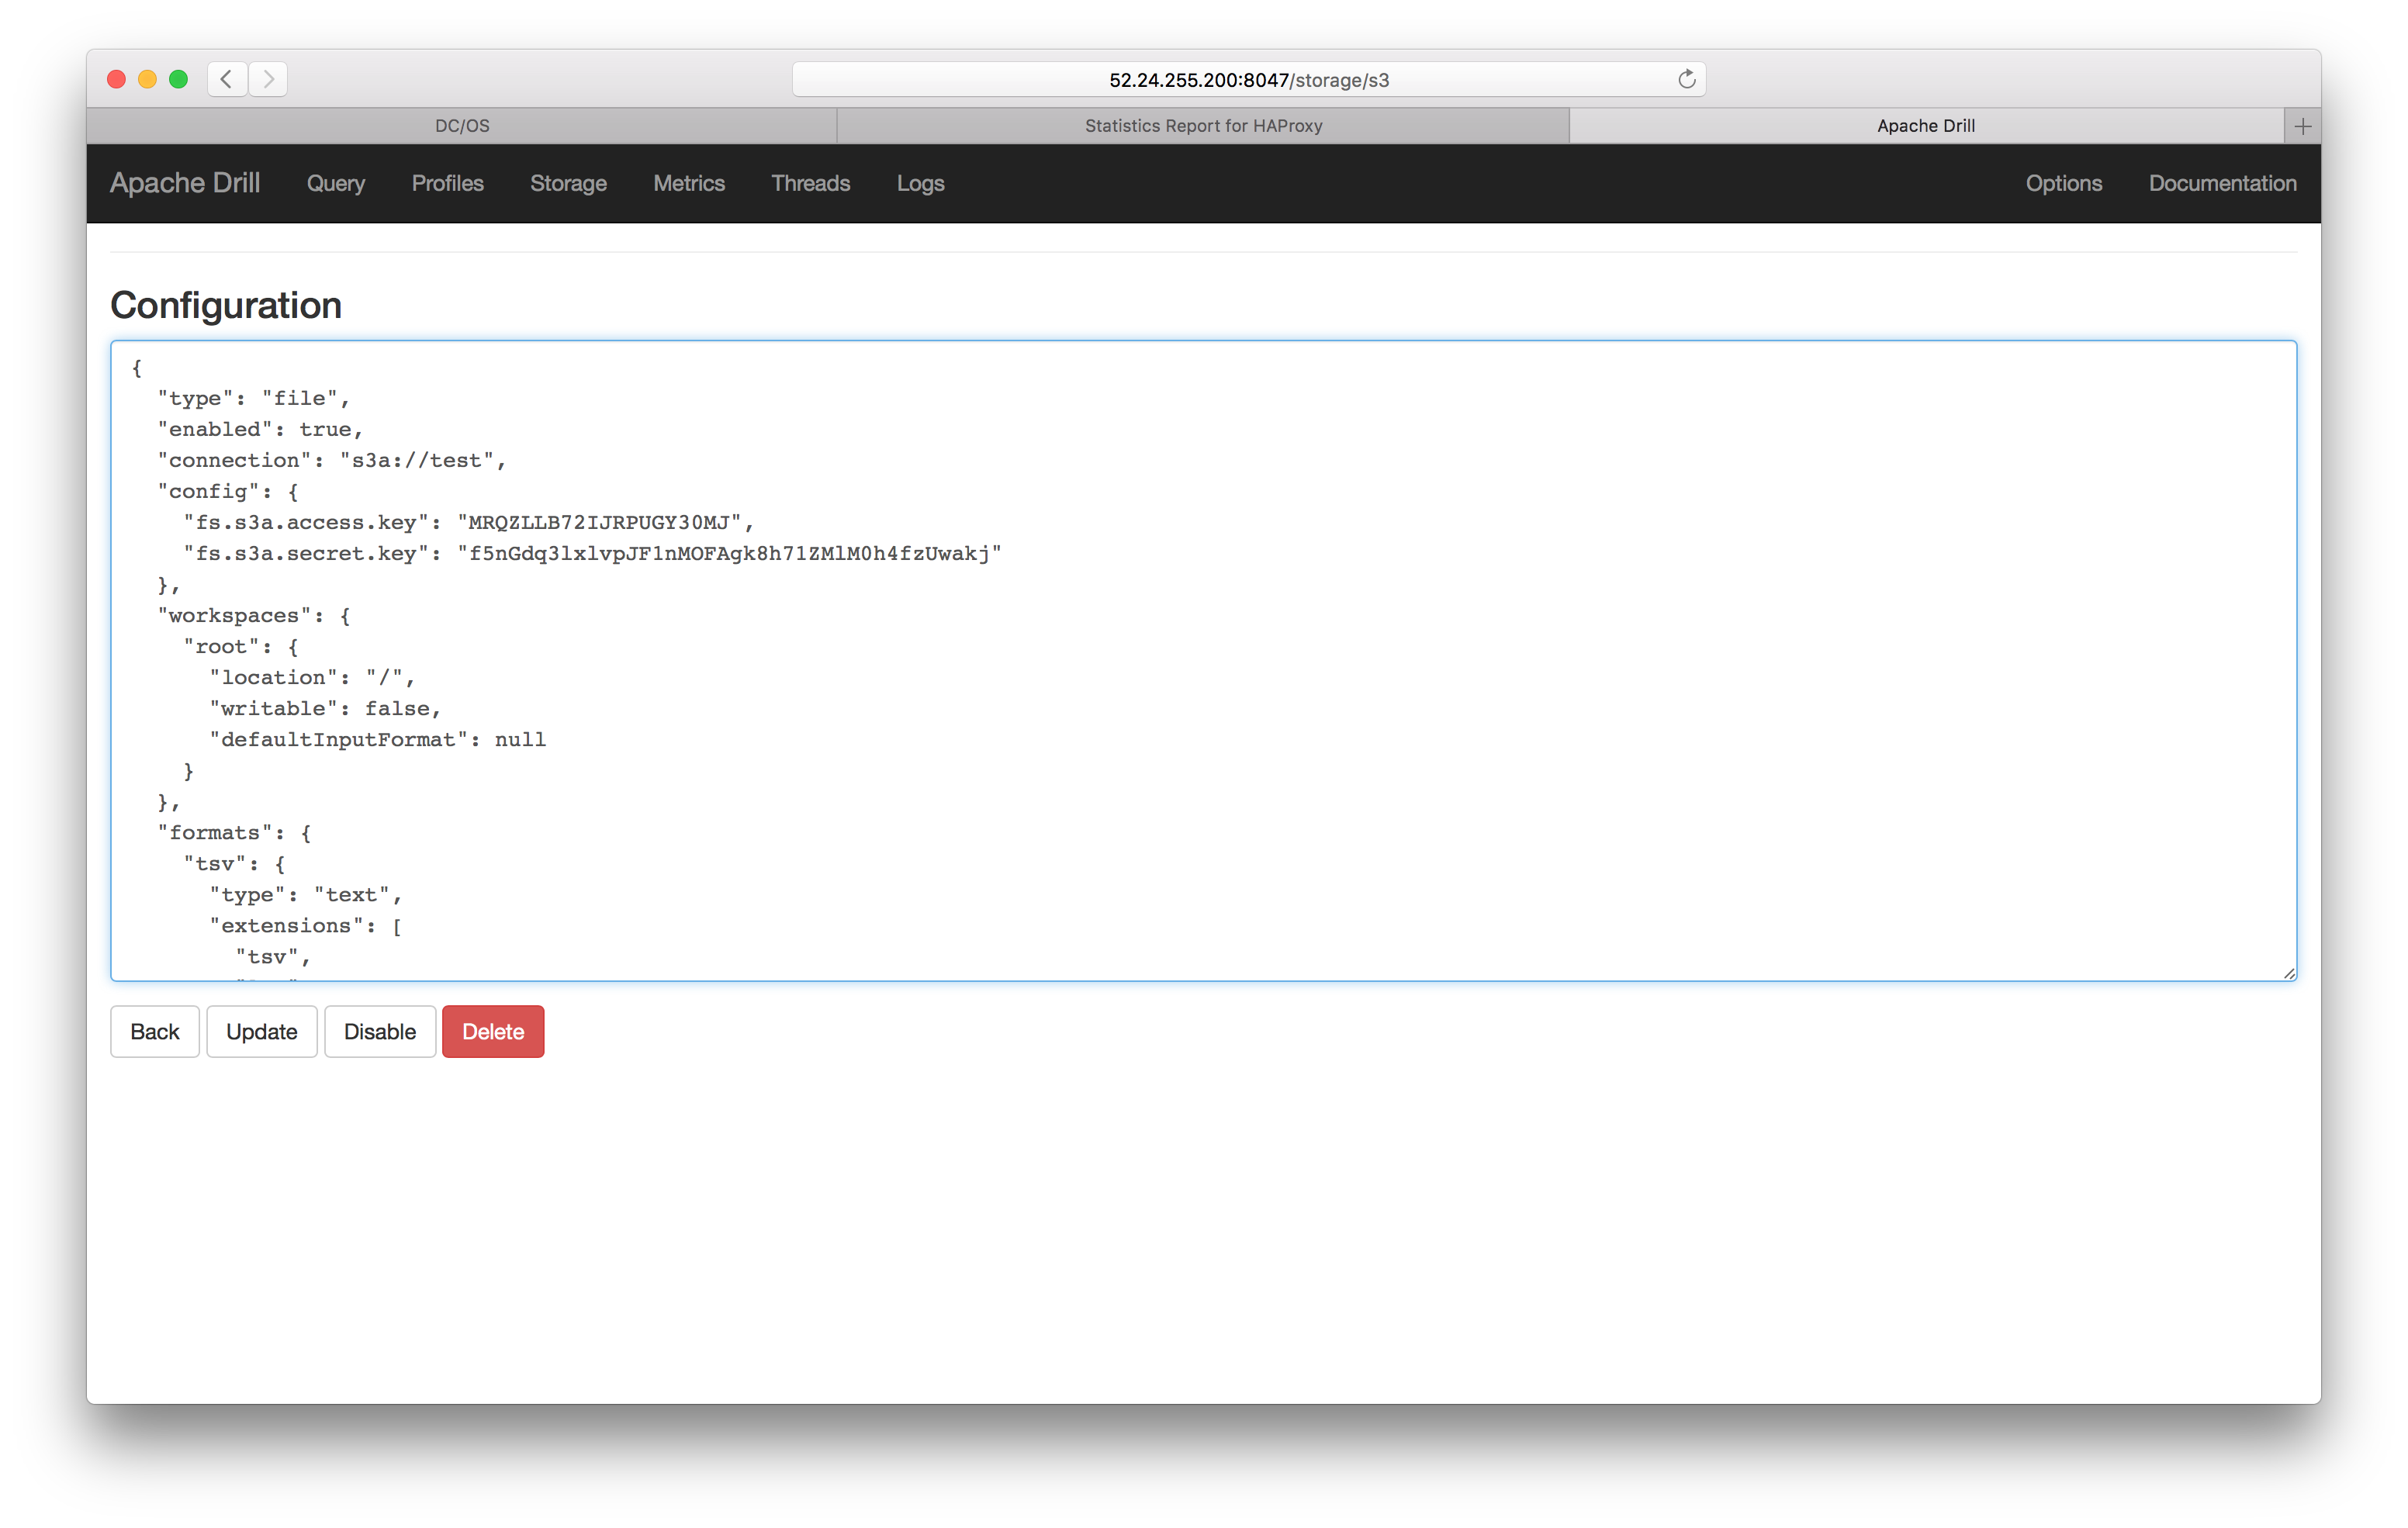 52.24.255.200:8047/storage/s3
DC/OS
Statistics Report for HAProxy
Apache Drill
Apache Drill Query Profiles Storage Metrics Threads Logs Options Documentation
Configuration
{
"type": "file",
"enabled": true,
"connection": "s3a://test",
"config": {
"fs.s3a.access.key": "MRQZLLB72IJRPUGY30MJ",
"fs.s3a.secret.key": "f5nGdq3lxlvpJF1nMOFAgk8h71ZMlM0h4fzUwakj"
},
"workspaces": {
"root": {
"location": "/",
"writable": false,
"defaultInputFormat": null
}
},
"formats": {
"tsv": {
"type": "text",
"extensions": [
"tsv",
Back Update Disable Delete